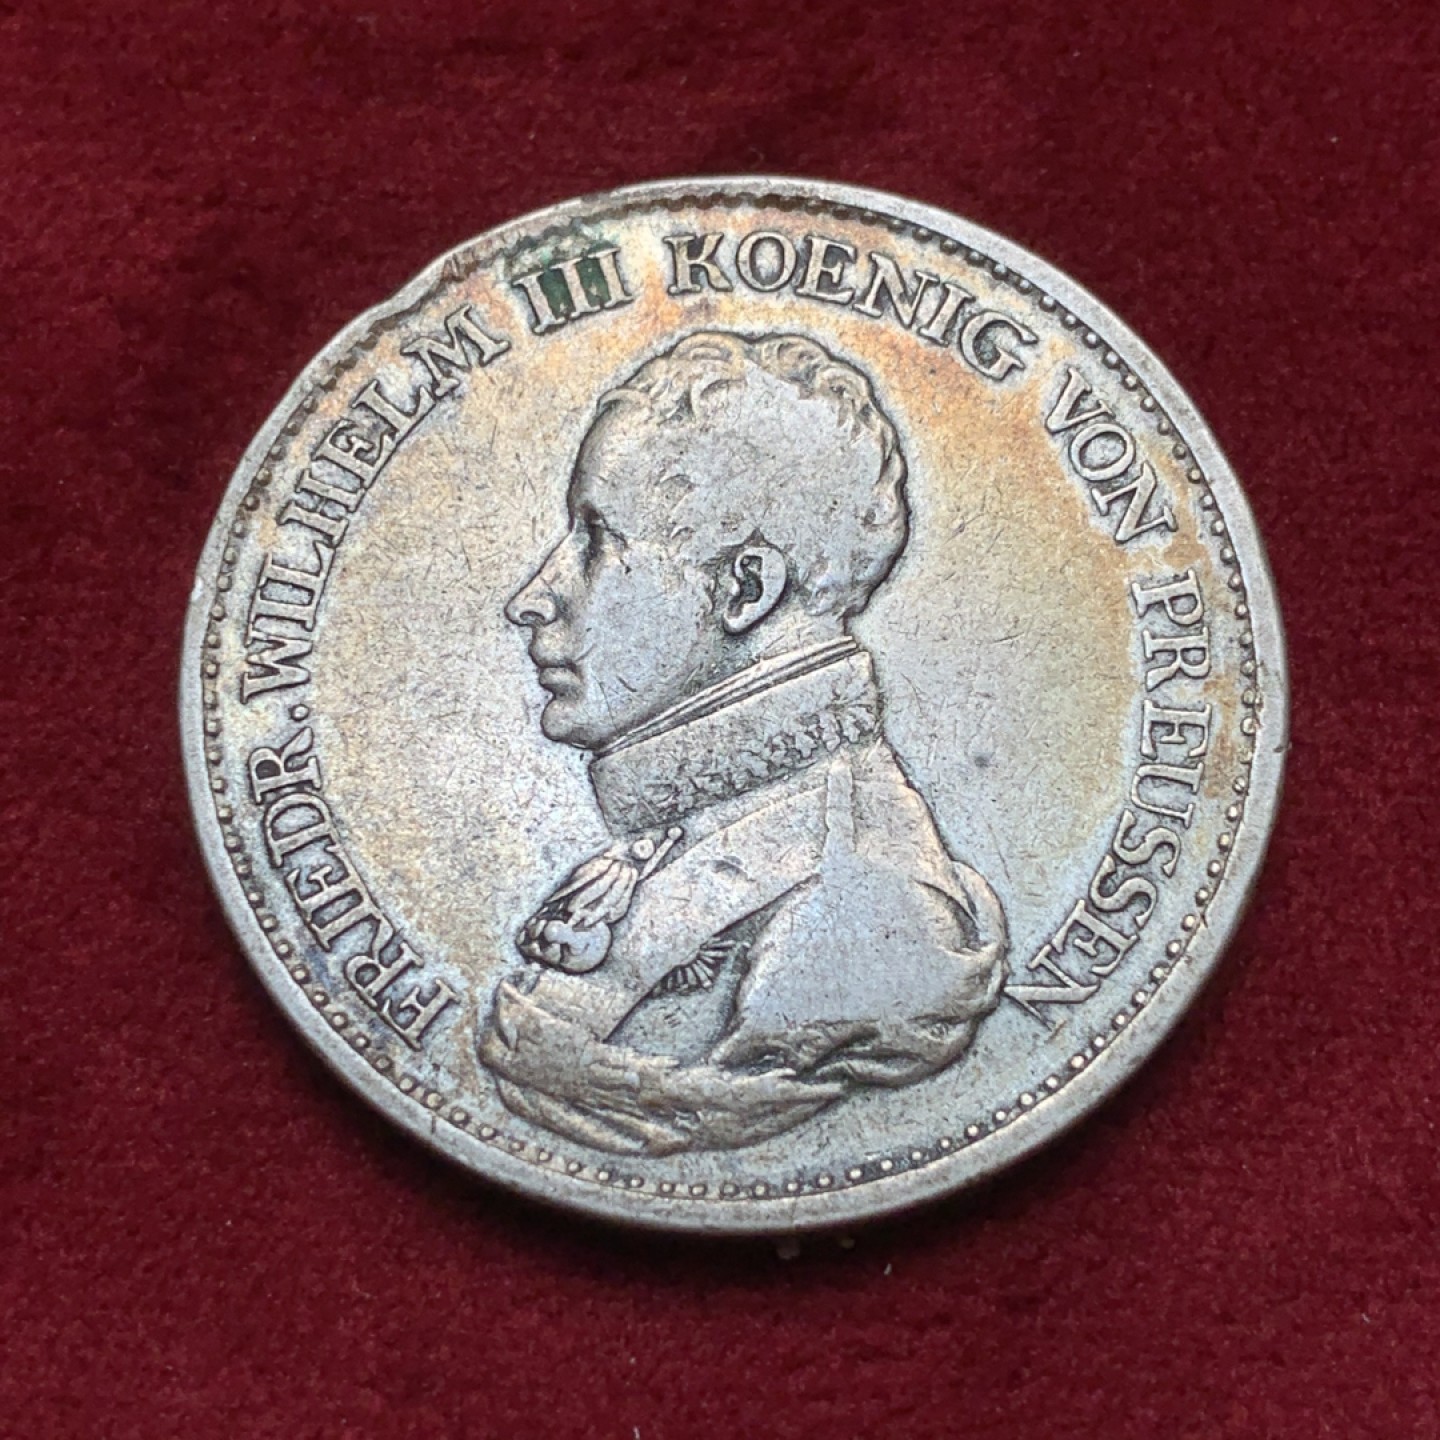 FRIEDR. WILHELM III KOENIG VON PREUSSEN